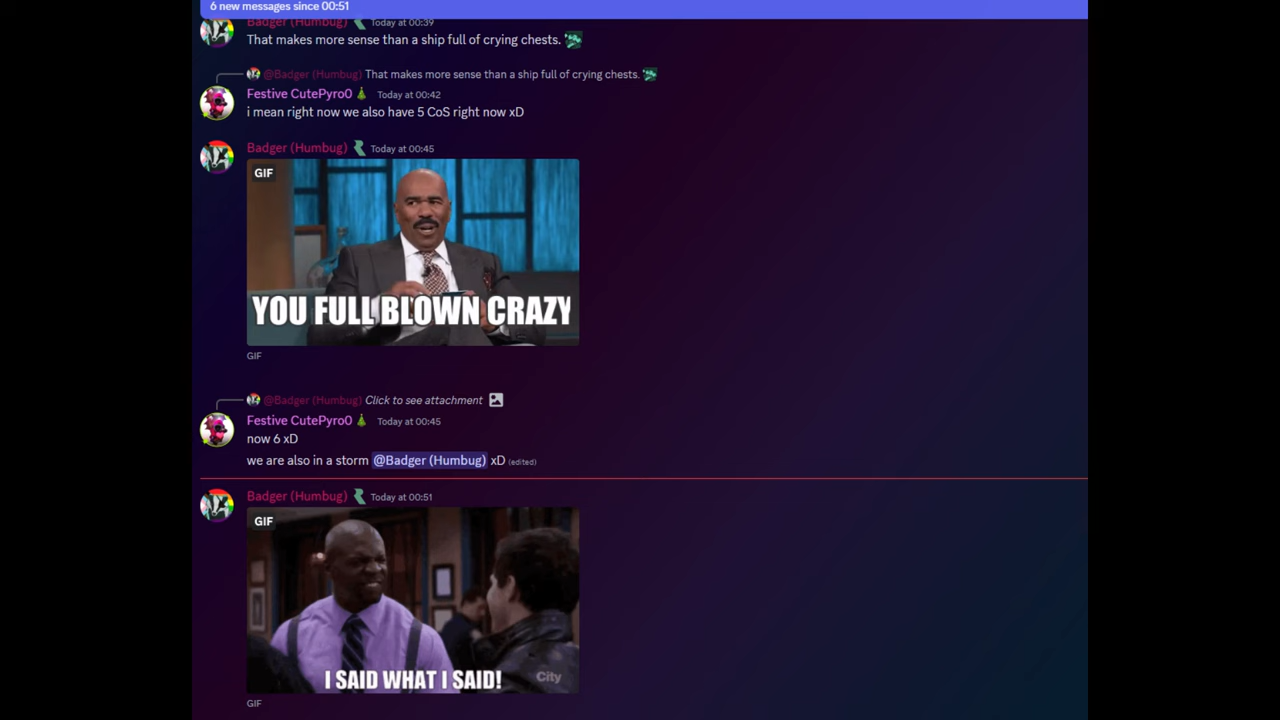 6 new messages since 00:51
Badger (Humbug) Today at 00:39
That makes more sense than a ship full of crying chests.
@Badger (Humbug) That makes more sense than a ship full of crying chests.
Festive CutePyro0 Today at 00:42
i mean right now we also have 5 CoS right now xD
Badger (Humbug) Today at 00:45
GIF
YOU FULL BLOWN CRAZY
GIF
@Badger (Humbug) Click to see attachment
Festive CutePyro0 Today at 00:45
now 6 xD
we are also in a storm @Badger (Humbug) xD (edited)
Badger (Humbug) Today at 00:51
GIF
I SAID WHAT I SAID!
City
GIF